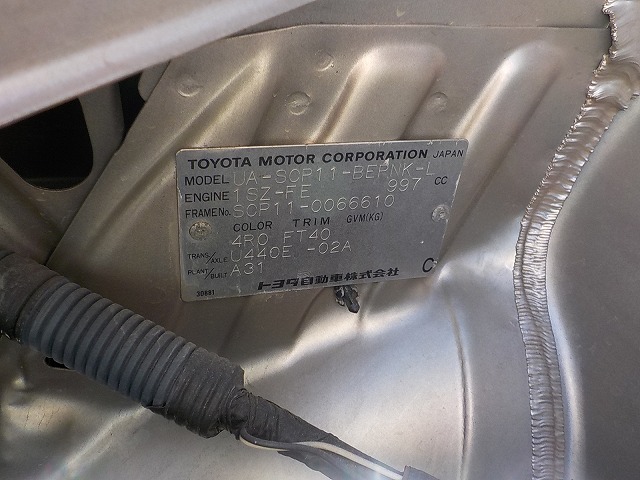 TOYOTA MOTOR CORPORATION JAPAN
MODEL UA-SCP11-BEPNK-L
ENGINE 1SZ-FE 997 CC
FRAME No. SCP11-0066610
COLOR TRIM GVM(KG)
4R0 FT40
TRANS/AXLE U440E -02A
PLANT/BUILT A31
30681 トヨタ自動車株式会社 C